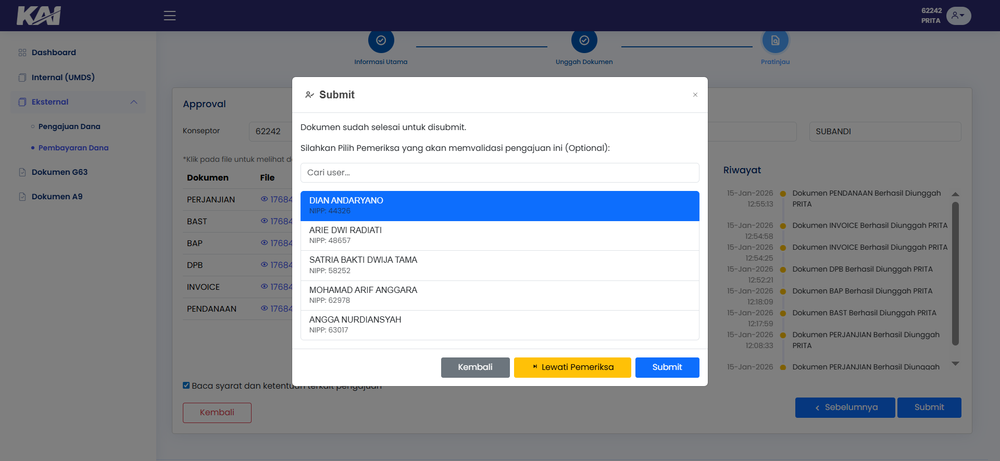 KAI
62242
PRITA
Dashboard
Internal (UMDS)
Eksternal
Pengajuan Dana
Pembayaran Dana
Dokumen G63
Dokumen A9
Informasi Utama
Unggah Dokumen
Pratinjau
Approval
Konseptor
62242
SUBANDI
*Klik pada file untuk melihat
Dokumen File
PERJANJIAN 17684
BAST 17684
BAP 17684
DPB 17684
INVOICE 17684
PENDANAAN 17684
Baca syarat dan ketentuan terkait pengajuan
Kembali
Submit
×
Dokumen sudah selesai untuk disubmit.
Silahkan Pilih Pemeriksa yang akan memvalidasi pengajuan ini (Optional):
Cari user...
DIAN ANDARYANO
NIPP: 44326
ARIE DWI RADIATI
NIPP: 48657
SATRIA BAKTI DWIJA TAMA
NIPP: 58252
MOHAMAD ARIF ANGGARA
NIPP: 62978
ANGGA NURDIANSYAH
NIPP: 63017
Kembali
Lewati Pemeriksa
Submit
Riwayat
15-Jan-2026 Dokumen PENDANAAN Berhasil Diunggah
12:55:13 PRITA
15-Jan-2026 Dokumen INVOICE Berhasil Diunggah PRITA
12:54:58
15-Jan-2026 Dokumen INVOICE Berhasil Diunggah PRITA
12:54:25
15-Jan-2026 Dokumen DPB Berhasil Diunggah PRITA
12:52:21
15-Jan-2026 Dokumen BAP Berhasil Diunggah PRITA
12:18:09
15-Jan-2026 Dokumen BAST Berhasil Diunggah PRITA
12:17:59
15-Jan-2026 Dokumen PERJANJIAN Berhasil Diunggah
12:08:33 PRITA
15-Jan-2026 Dokumen PERJANJIAN Berhasil Diunggah
Sebelumnya
Submit